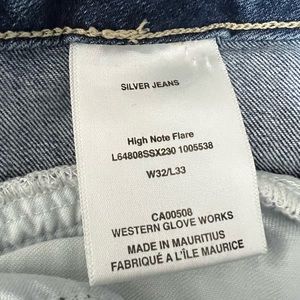 SILVER JEANS
High Note Flare
L64808SSX230 1005538
W32/L33
CA00508
WESTERN GLOVE WORKS
MADE IN MAURITIUS
FABRIQUÉ A L'ÎLE MAURICE